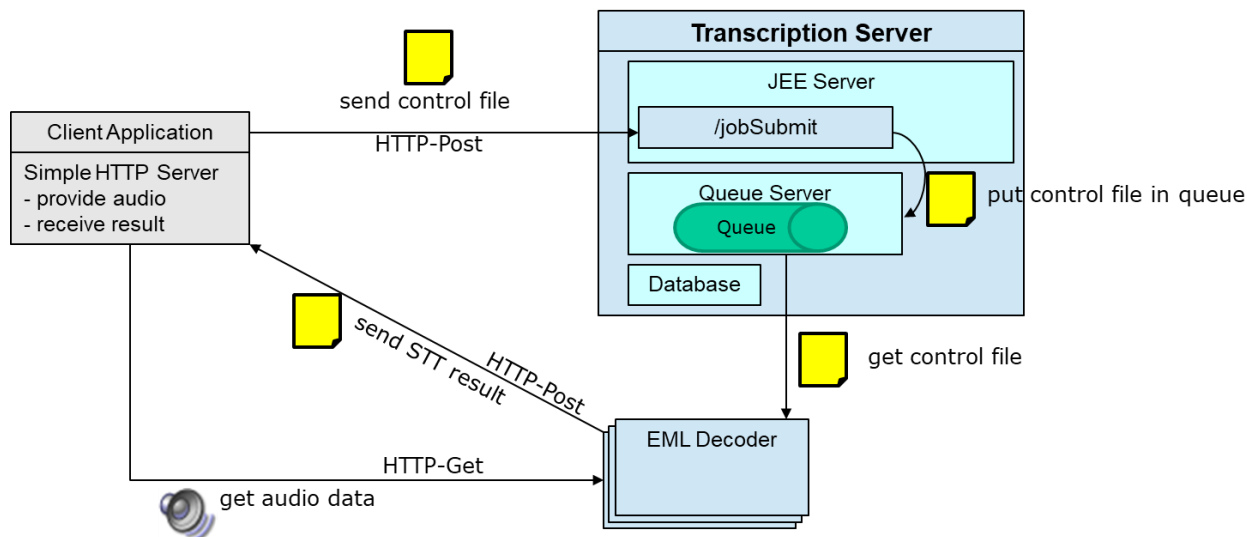 Transcription Server
JEE Server
send control file
/jobSubmit
Client Application
HTTP-Post
Simple HTTP Server
- provide audio
- receive result
Queue Server
put control file in queue
Queue
Database
send STT result
HTTP-Post
get control file
EML Decoder
HTTP-Get
get audio data